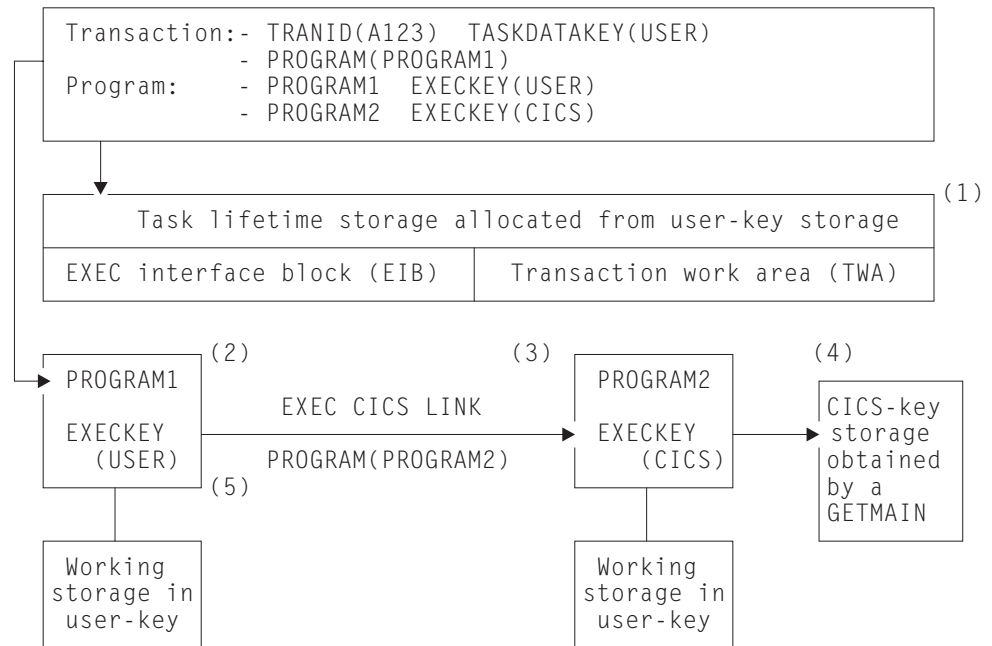 Transaction:- TRANID(A123) TASKDATAKEY(USER)
- PROGRAM(PROGRAM1)
Program: - PROGRAM1 EXECKEY(USER)
- PROGRAM2 EXECKEY(CICS)
(1)
Task lifetime storage allocated from user-key storage
EXEC interface block (EIB)
Transaction work area (TWA)
(2)
PROGRAM1
EXECKEY
(USER)
(5)
EXEC CICS LINK
PROGRAM(PROGRAM2)
(3)
PROGRAM2
EXECKEY
(CICS)
(4)
CICS-key
storage
obtained
by a
GETMAIN
Working
storage in
user-key
Working
storage in
user-key